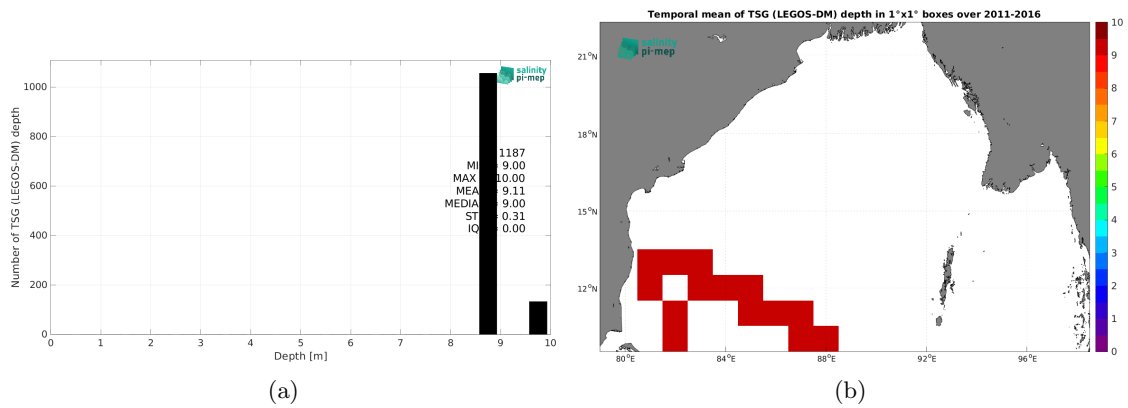 Number of TSG (LEGOS-DM) depth
1000
800
600
400
200
0
salinity
pi-mep
1187
MI = 9.00
MAX 10.00
MEA 9.11
MEDIA = 9.00
ST 0.31
IQ 0.00
0 1 2 3 4 5 6 7 8 9 10
Depth [m]
(a)
Temporal mean of TSG (LEGOS-DM) depth in 1°x1° boxes over 2011-2016
salinity
pi-mep
21°N
18°N
15°N
12°N
80°E 84°E 88°E 92°E 96°E
10
9
8
7
6
5
4
3
2
1
0
(b)